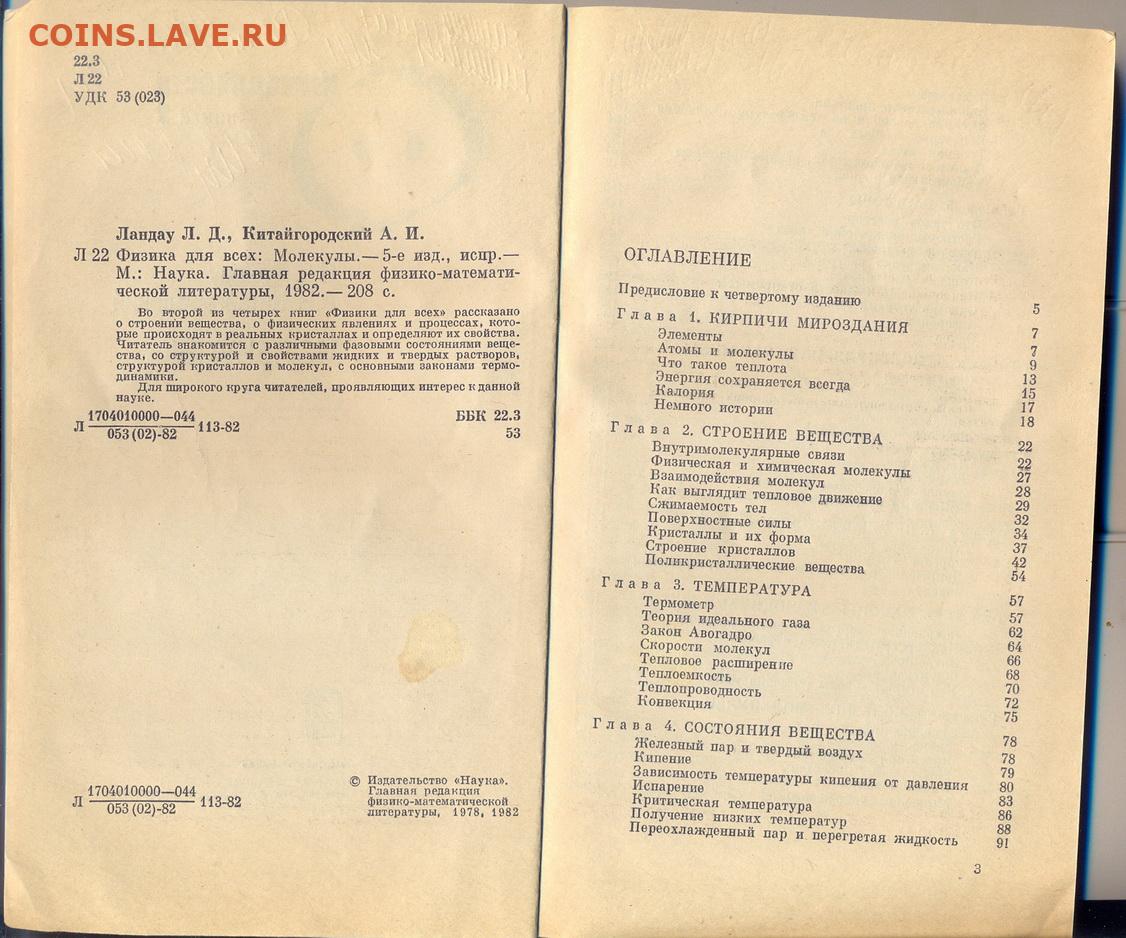 COINS.LAVE.RU
22.3
Л 22
УДК 53 (023)
Ландау Л. Д., Китайгородский А. И.
Л 22 Физика для всех: Молекулы.— 5-е изд., испр.—
М.: Наука. Главная редакция физико-математи-
ческой литературы, 1982.— 208 с.
Во второй из четырех книг «Физики для всех» рассказано
о строении вещества, о физических явлениях и процессах, кото-
рые происходят в реальных кристаллах и определяют их свойства.
Читатель знакомится с различными фазовыми состояниями веще-
ства, со структурой и свойствами жидких и твердых растворов,
структурой кристаллов и молекул, с основными законами термо-
динамики.
Для широкого круга читателей, проявляющих интерес к данной
науке.
1704010000—044
Л 053 (02)-82 113-82
ББК 22.3
53
1704010000—044
Л 053 (02)-82 113-82
© Издательство «Наука».
Главная редакция
физико-математической
литературы, 1978, 1982
ОГЛАВЛЕНИЕ
Предисловие к четвертому изданию 5
Глава 1. КИРПИЧИ МИРОЗДАНИЯ 7
Элементы 7
Атомы и молекулы 9
Что такое теплота 13
Энергия сохраняется всегда 15
Калория 17
Немного истории 18
Глава 2. СТРОЕНИЕ ВЕЩЕСТВА 22
Внутримолекулярные связи 22
Физическая и химическая молекулы 27
Взаимодействия молекул 28
Как выглядит тепловое движение 29
Сжимаемость тел 32
Поверхностные силы 34
Кристаллы и их форма 37
Строение кристаллов 42
Поликристаллические вещества 54
Глава 3. ТЕМПЕРАТУРА 57
Термометр 57
Теория идеального газа 62
Закон Авогадро 64
Скорости молекул 66
Тепловое расширение 68
Теплоемкость 70
Теплопроводность 72
Конвекция 75
Глава 4. СОСТОЯНИЯ ВЕЩЕСТВА 78
Железный пар и твердый воздух 78
Кипение 79
Зависимость температуры кипения от давления 80
Испарение 83
Критическая температура 86
Получение низких температур 88
Переохлажденный пар и перегретая жидкость 91
3